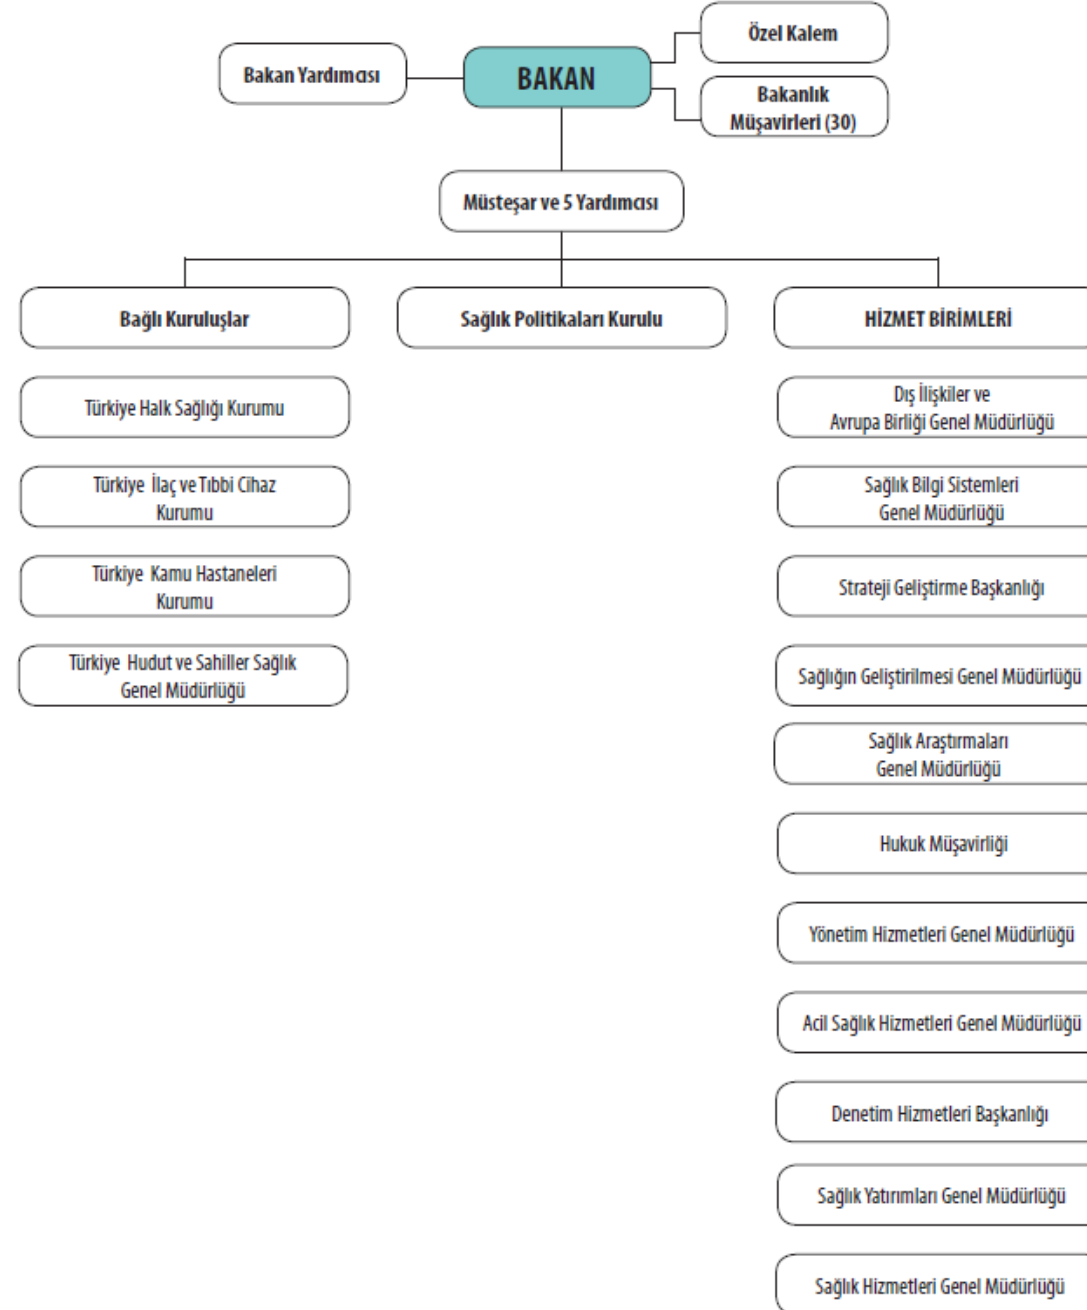 Özel Kalem
Bakan Yardımcısı
BAKAN
Bakanlık
Müşavirleri (30)
Müsteşar ve 5 Yardımcısı
Bağlı Kuruluşlar
Sağlık Politikaları Kurulu
HİZMET BİRİMLERİ
Türkiye Halk Sağlığı Kurumu
Türkiye İlaç ve Tıbbi Cihaz
Kurumu
Türkiye Kamu Hastaneleri
Kurumu
Türkiye Hudut ve Sahiller Sağlık
Genel Müdürlüğü
Dış İlişkiler ve
Avrupa Birliği Genel Müdürlüğü
Sağlık Bilgi Sistemleri
Genel Müdürlüğü
Strateji Geliştirme Başkanlığı
Sağlığın Geliştirilmesi Genel Müdürlüğü
Sağlık Araştırmaları
Genel Müdürlüğü
Hukuk Müşavirliği
Yönetim Hizmetleri Genel Müdürlüğü
Acil Sağlık Hizmetleri Genel Müdürlüğü
Denetim Hizmetleri Başkanlığı
Sağlık Yatırımları Genel Müdürlüğü
Sağlık Hizmetleri Genel Müdürlüğü